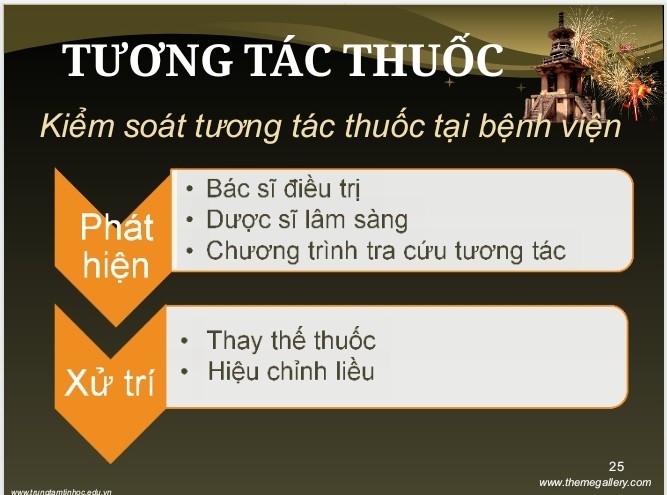 TƯƠNG TÁC THUỐC
Kiểm soát tương tác thuốc tại bệnh viện
Phát
hiện
• Bác sĩ điều trị
• Dược sĩ lâm sàng
• Chương trình tra cứu tương tác
Xử trí
• Thay thế thuốc
• Hiệu chỉnh liều
25
www.themegallery.com
www.trungtamtinhoc.edu.vn